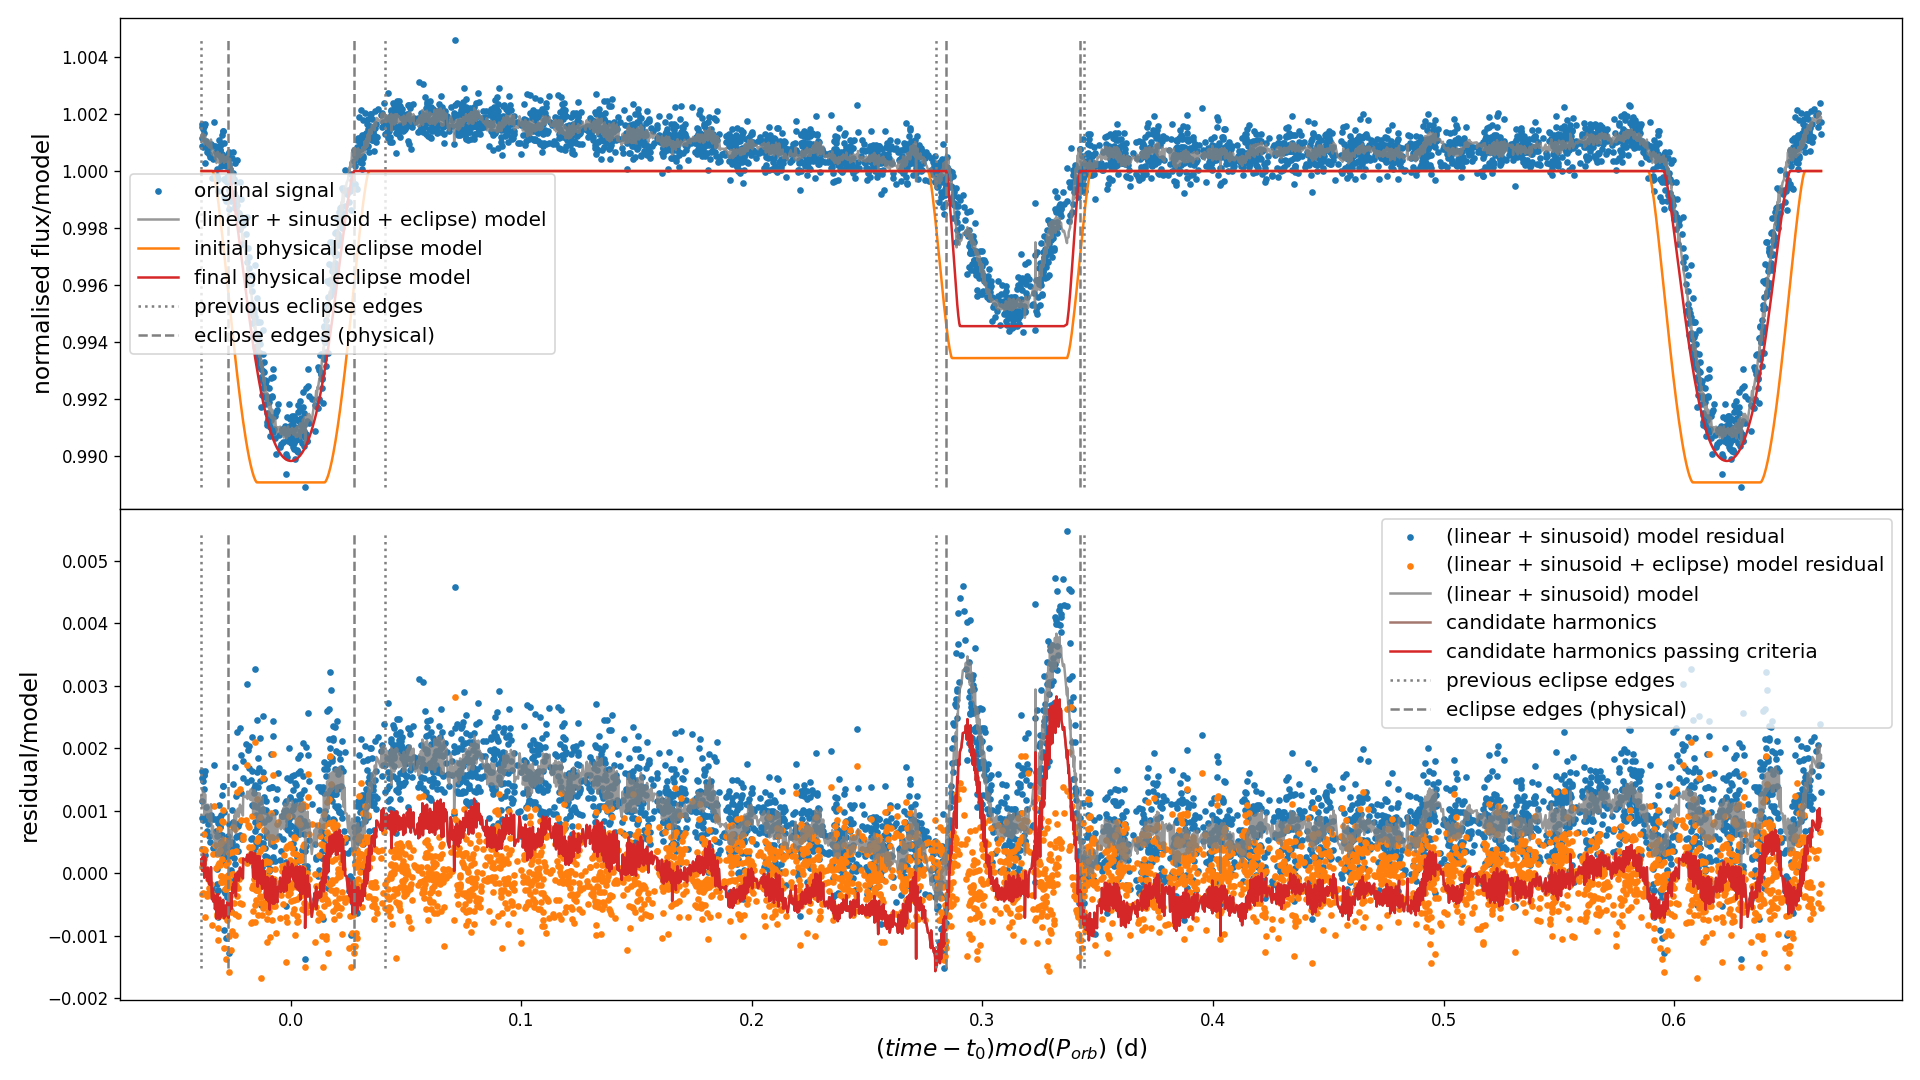 normalised flux/model
1.004
1.002
1.000
0.998
0.996
0.994
0.992
0.990
original signal
(linear + sinusoid + eclipse) model
initial physical eclipse model
final physical eclipse model
previous eclipse edges
eclipse edges (physical)
residual/model
0.005
0.004
0.003
0.002
0.001
0.000
−0.001
−0.002
(linear + sinusoid) model residual
(linear + sinusoid + eclipse) model residual
(linear + sinusoid) model
candidate harmonics
candidate harmonics passing criteria
previous eclipse edges
eclipse edges (physical)
0.0 0.1 0.2 0.3 0.4 0.5 0.6
(time − t₀)mod(P_{orb}) (d)